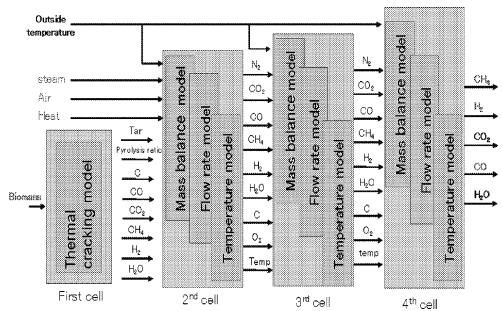 Outside
temperature
steam
Air
Heat
Biomass
Thermal
cracking model
First cell
Tar
Pyrolysis ratio
C
CO
CO₂
CH₄
H₂
H₂O
Mass balance model
Flow rate model
Temperature model
2nd cell
N₂
CO₂
CO
CH₄
H₂
H₂O
C
O₂
Temp
Mass balance model
Flow rate model
Temperature model
3rd cell
N₂
CO₂
CO
CH₄
H₂
H₂O
C
O₂
temp
Mass balance model
Flow rate model
Temperature model
4th cell
CH₄
H₂
CO₂
CO
H₂O